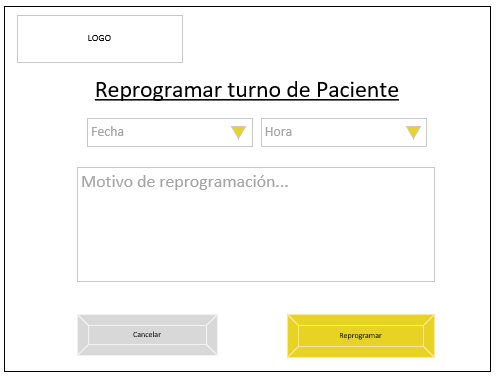 LOGO
Reprogramar turno de Paciente
Fecha
Hora
Motivo de reprogramación...
Cancelar
Reprogramar